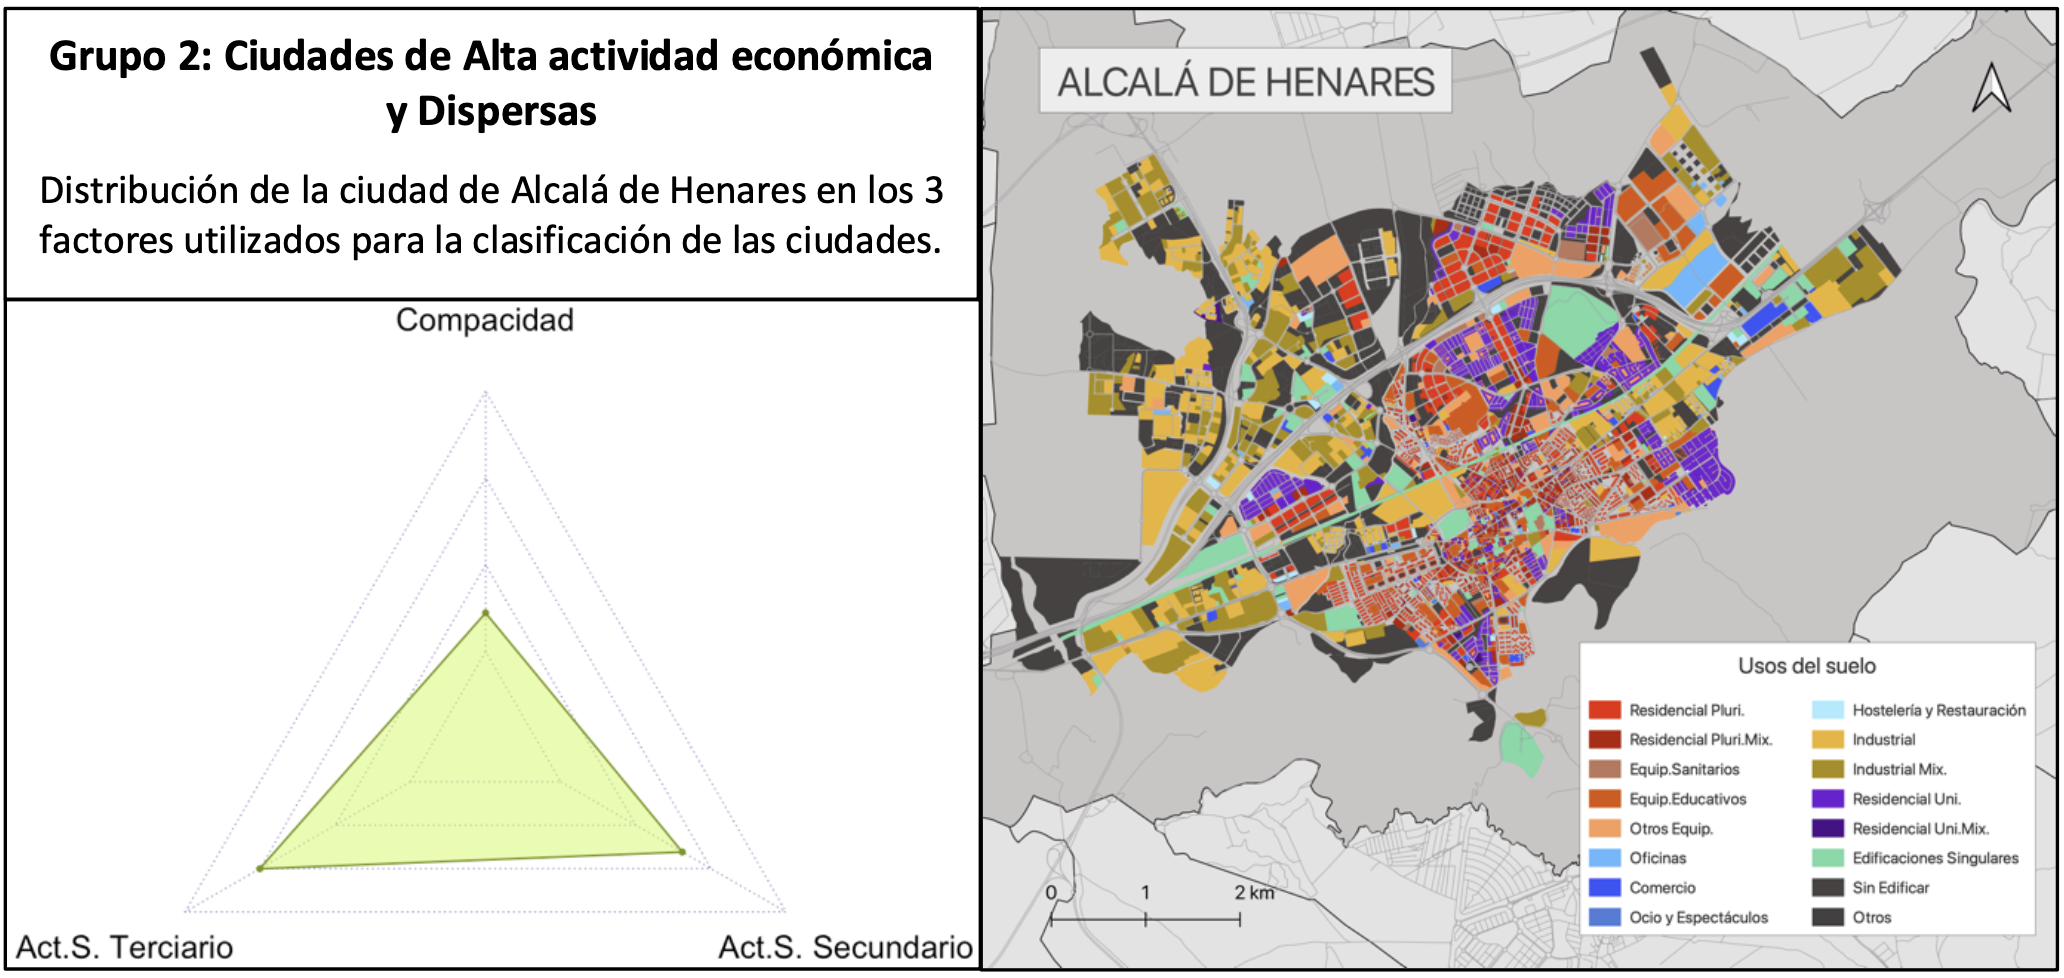 Grupo 2: Ciudades de Alta actividad económica
y Dispersas
Distribución de la ciudad de Alcalá de Henares en los 3
factores utilizados para la clasificación de las ciudades.
Compacidad
Act.S. Terciario
Act.S. Secundario
ALCALÁ DE HENARES
Usos del suelo
Residencial Pluri.
Residencial Pluri.Mix.
Equip.Sanitarios
Equip.Educativos
Otros Equip.
Oficinas
Comercio
Ocio y Espectáculos
Hostelería y Restauración
Industrial
Industrial Mix.
Residencial Uni.
Residencial Uni.Mix.
Edificaciones Singulares
Sin Edificar
Otros
0 1 2 km